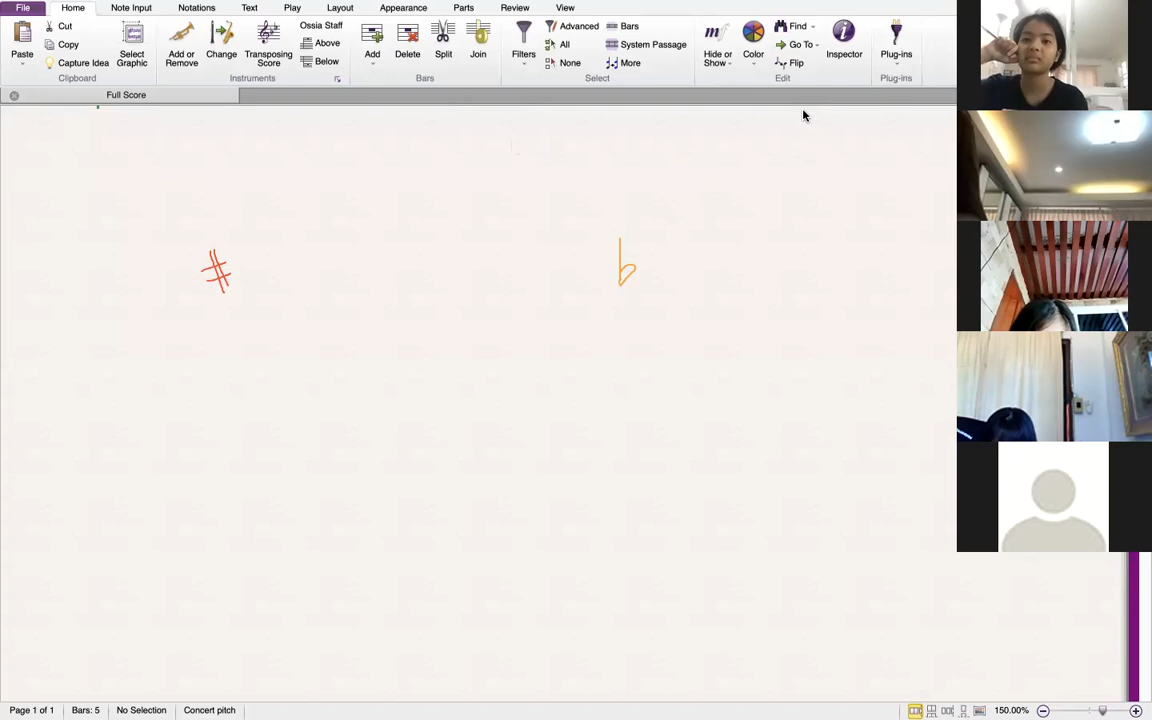 File Home Note Input Notations Text Play Layout Appearance Parts Review View
Paste
Cut
Copy
Capture Idea
Select Graphic
Clipboard
Add or Remove
Change
Transposing Score
Ossia Staff
Above
Below
Instruments
Add
Delete
Split
Join
Bars
Filters
Advanced
All
None
Bars
System Passage
More
Select
Hide or Show
Color
Find
Go To
Flip
Inspector
Edit
Plug-ins
Plug-ins
Full Score
♯ ♭
Page 1 of 1 Bars: 5 No Selection Concert pitch 150.00%